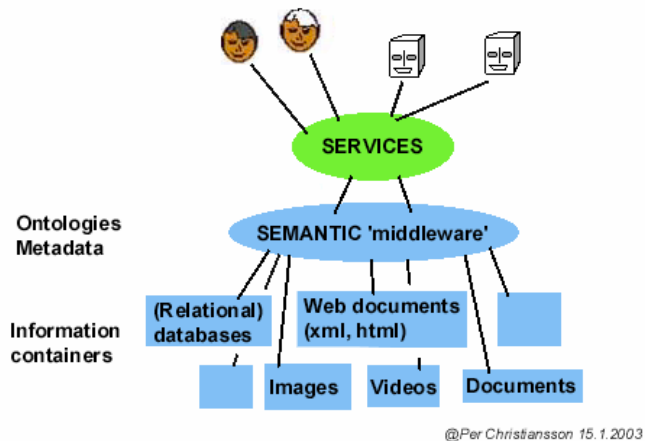 SERVICES
Ontologies
Metadata
SEMANTIC 'middleware'
Information
containers
(Relational)
databases
Web documents
(xml, html)
Images
Videos
Documents
@Per Christiansson 15.1.2003